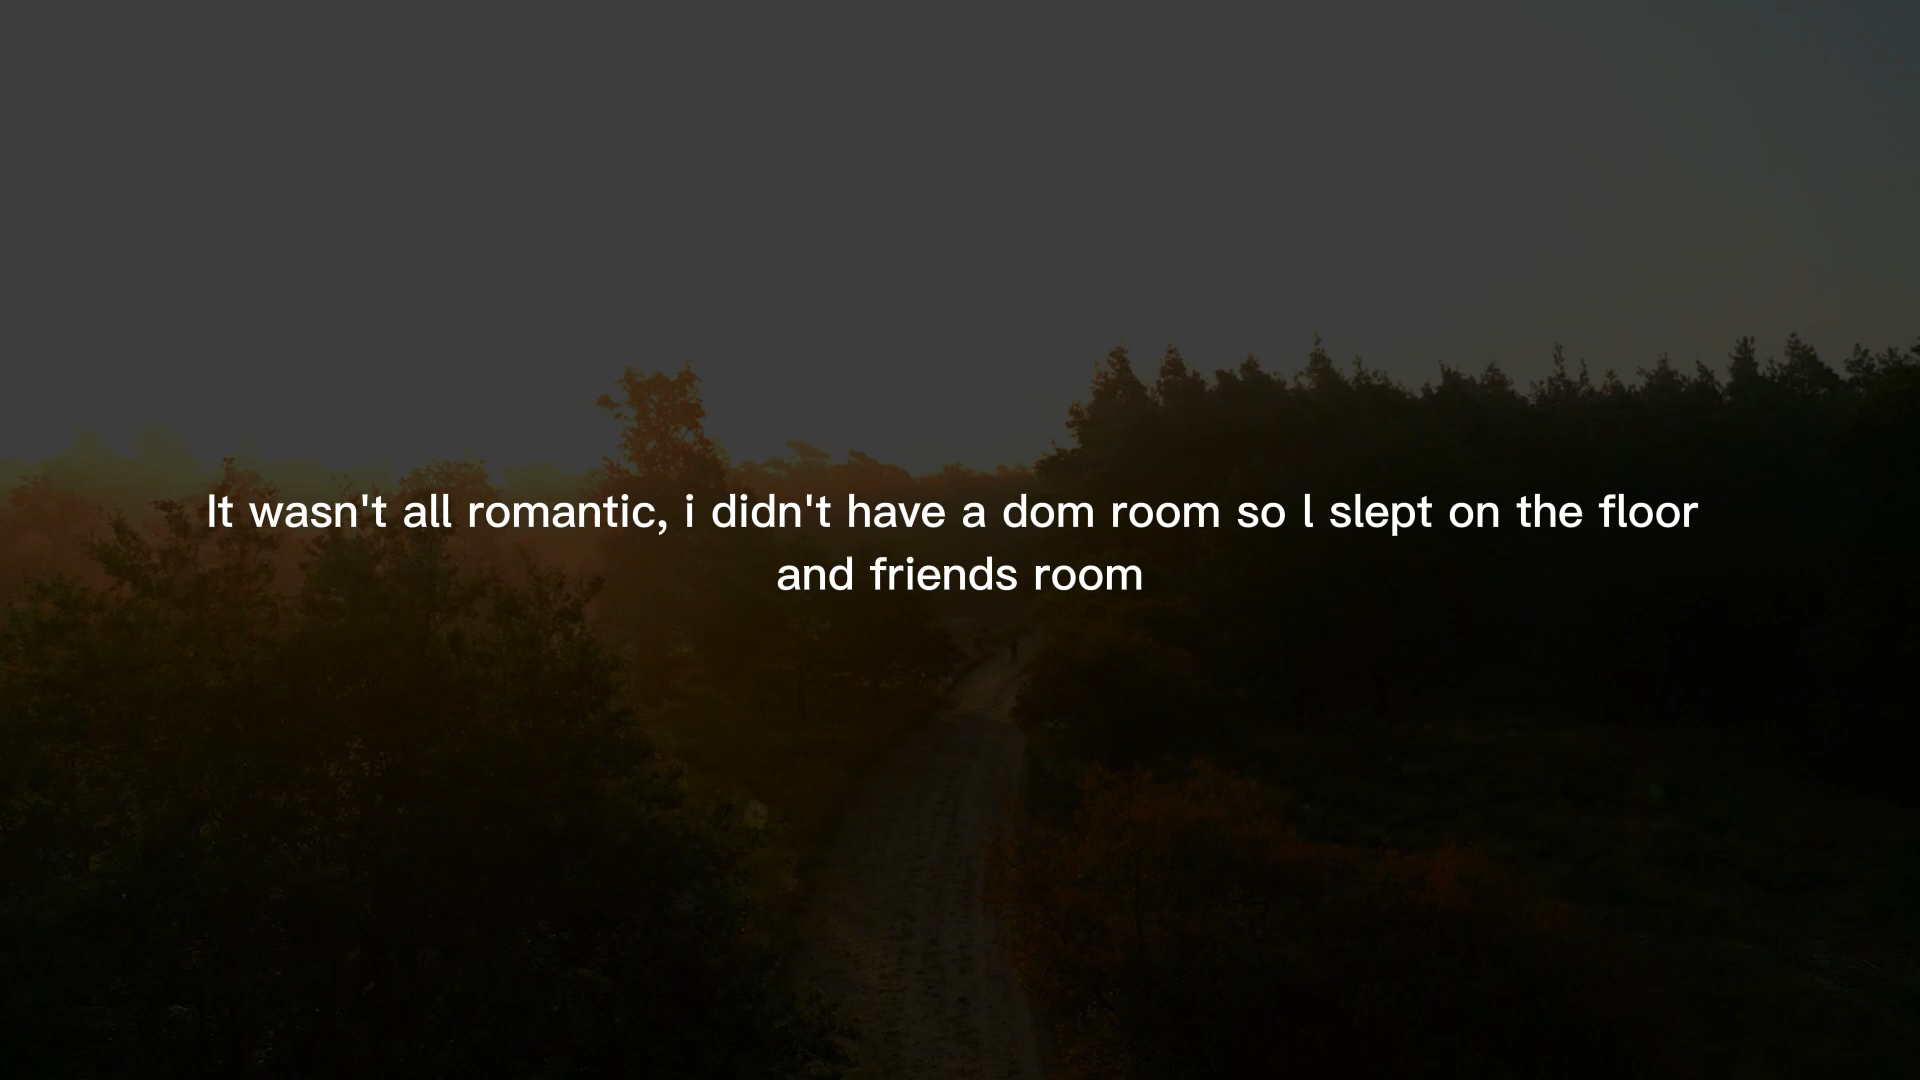 It wasn't all romantic, i didn't have a dom room so l slept on the floor
and friends room